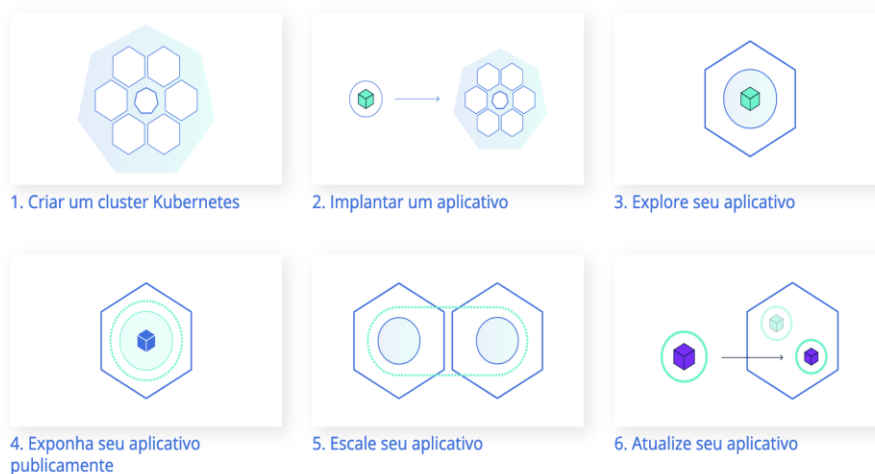 1. Criar um cluster Kubernetes
2. Implantar um aplicativo
3. Explore seu aplicativo
4. Exponha seu aplicativo
publicamente
5. Escale seu aplicativo
6. Atualize seu aplicativo